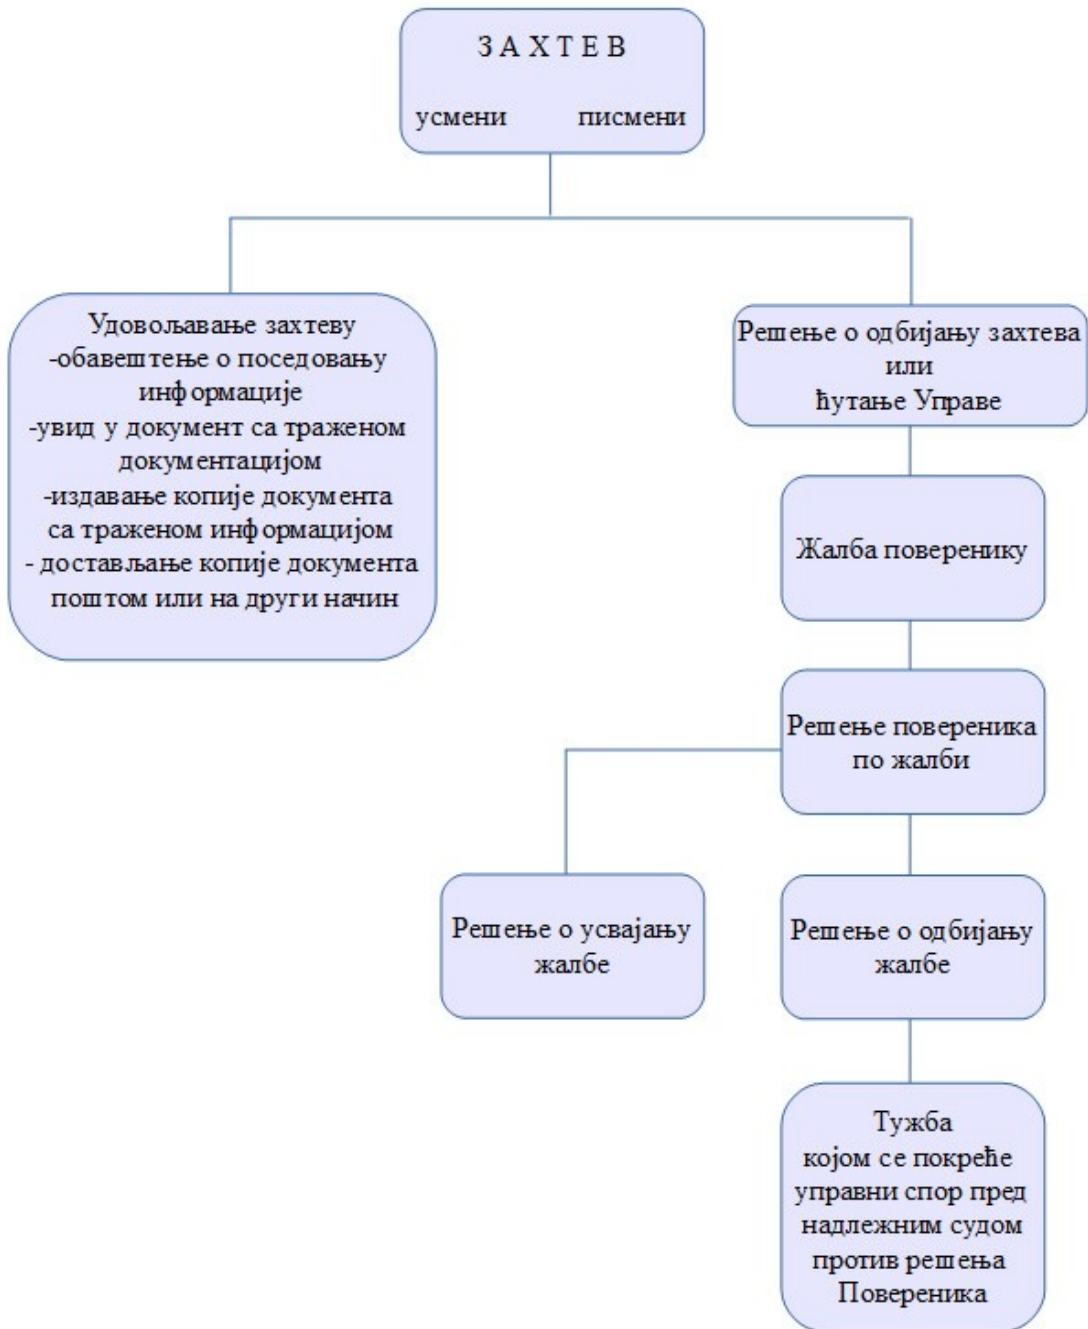 З А Х Т Е В
усмени писмени
Удовољавање захтеву
-обавештење о поседовању
информације
-увид у документ са траженом
документацијом
-издавање копије документа
са траженом информацијом
- достављање копије документа
поштом или на други начин
Решење о одбијању захтева
или
ћутање Управе
Жалба поверенику
Решење повереника
по жалби
Решење о усвајању
жалбе
Решење о одбијању
жалбе
Тужба
којом се покреће
управни спор пред
надлежним судом
против решења
Повереника